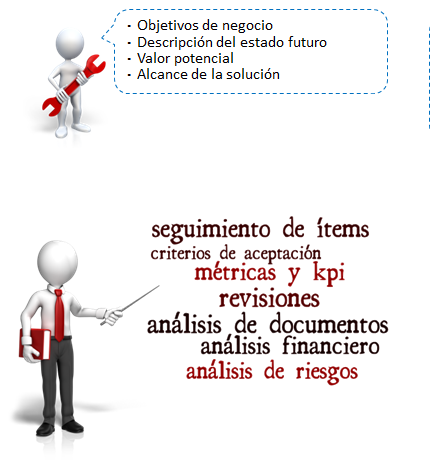 · Objetivos de negocio
· Descripción del estado futuro
· Valor potencial
· Alcance de la solución
seguimiento de ítems
criterios de aceptación
métricas y kpi
revisiones
análisis de documentos
análisis financiero
análisis de riesgos